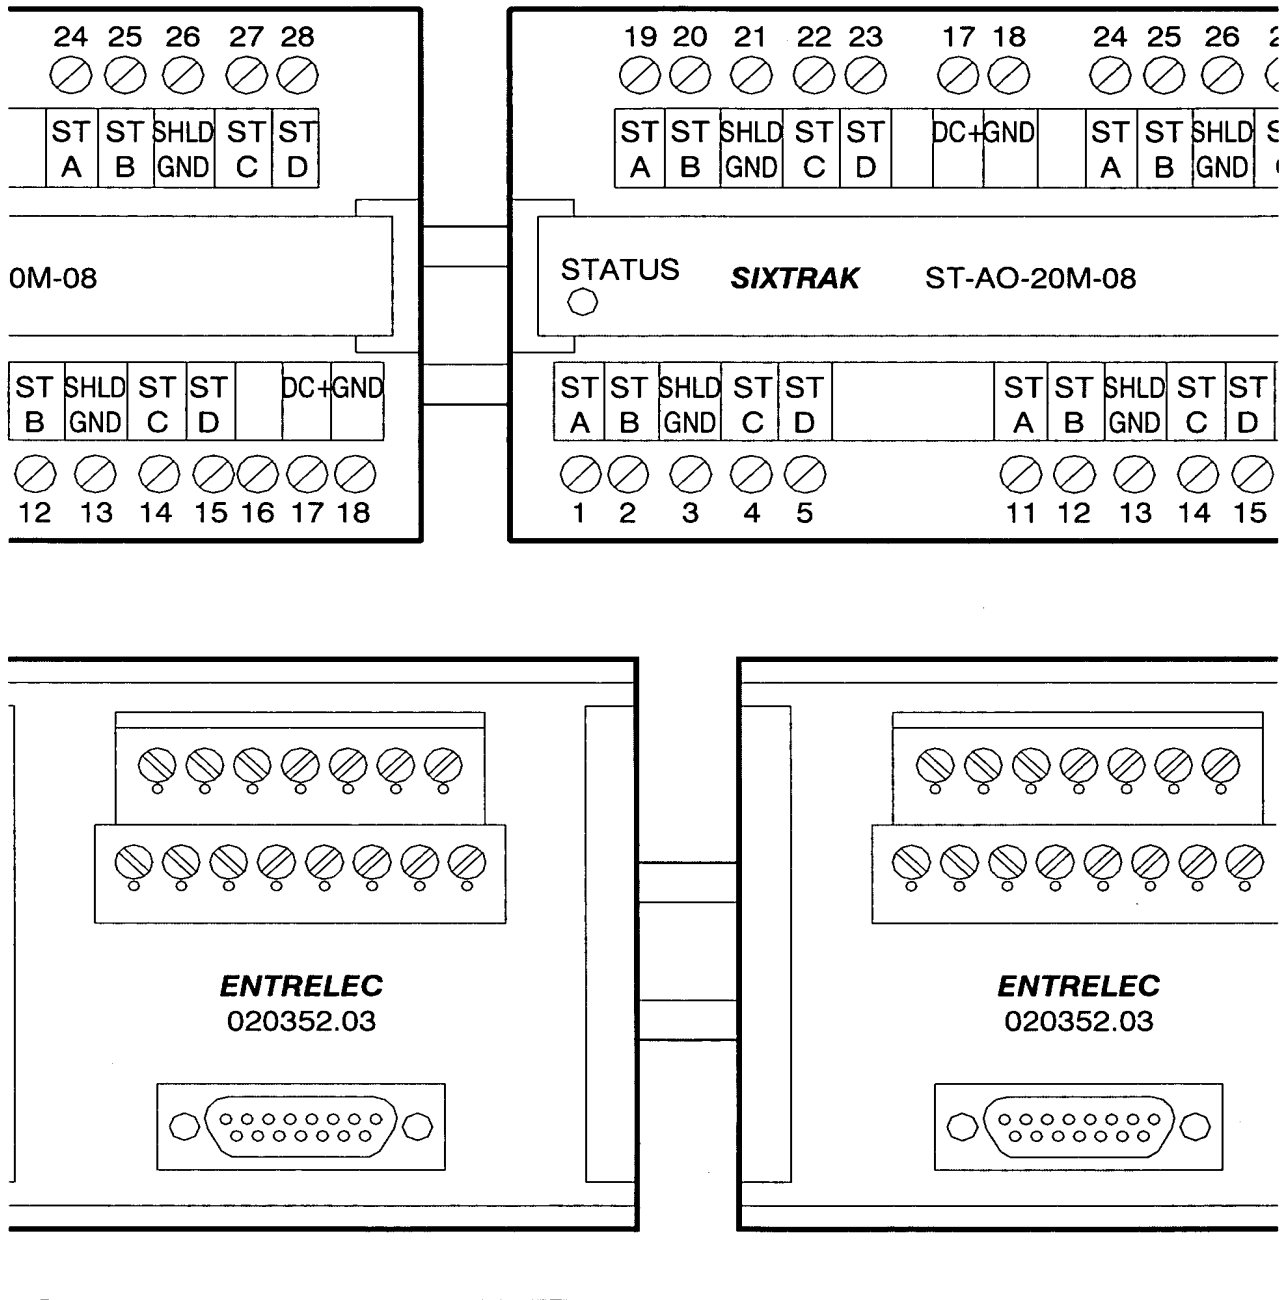 24 25 26 27 28
ST ST SHLD ST ST
A B GND C D
0M-08
ST SHLD ST ST DC+ GND
B GND C D
12 13 14 15 16 17 18
19 20 21 22 23 17 18 24 25 26
ST ST SHLD ST ST DC+ GND ST ST SHLD
A B GND C D A B GND
STATUS SIXTRAK ST-AO-20M-08
ST ST SHLD ST ST ST ST SHLD ST ST
A B GND C D A B GND C D
1 2 3 4 5 11 12 13 14 15
ENTRELEC
020352.03
ENTRELEC
020352.03